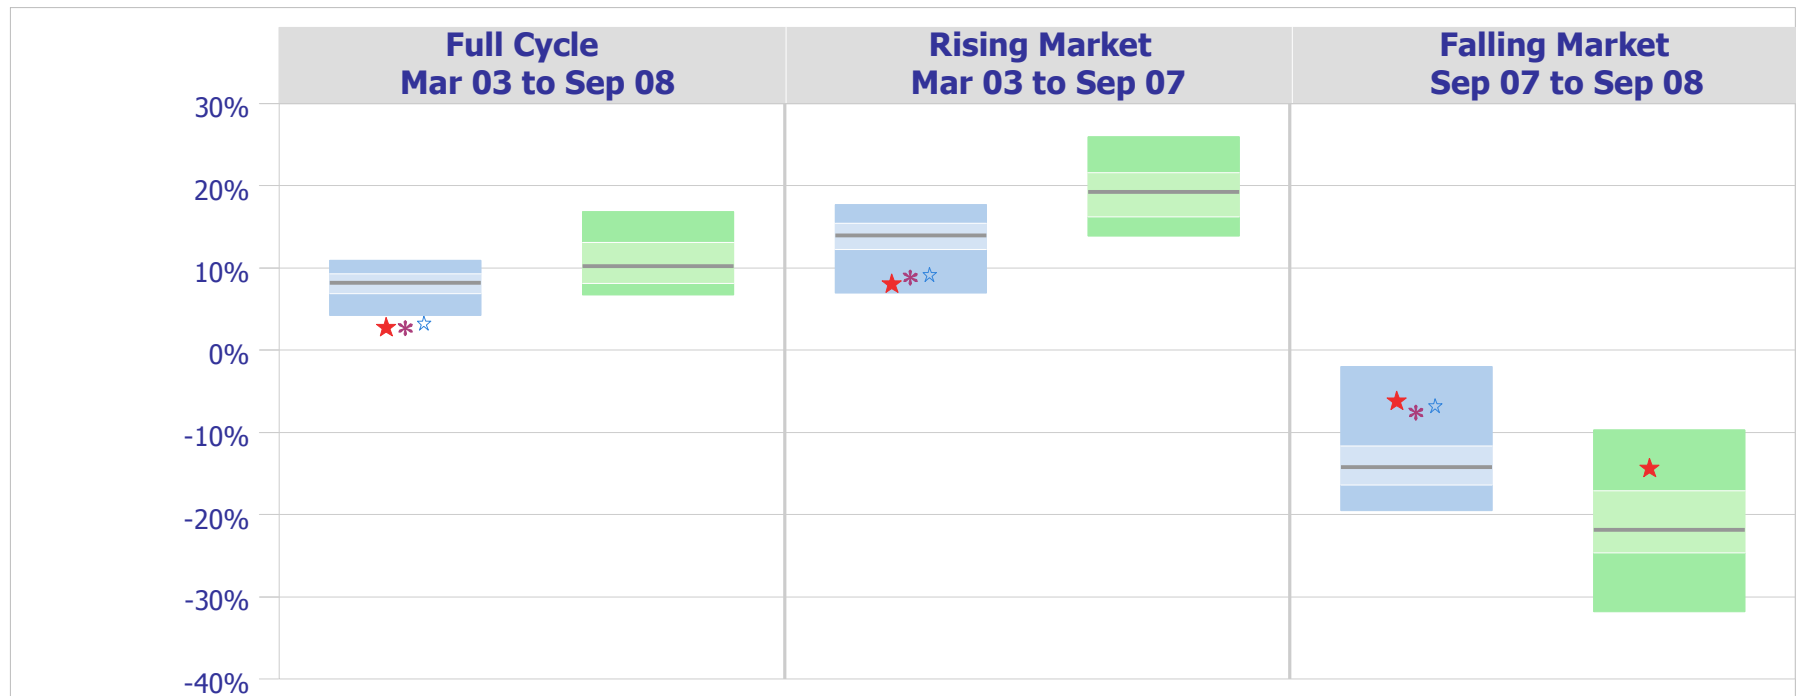 Full Cycle
Mar 03 to Sep 08
Rising Market
Mar 03 to Sep 07
Falling Market
Sep 07 to Sep 08
30%
20%
10%
0%
-10%
-20%
-30%
-40%